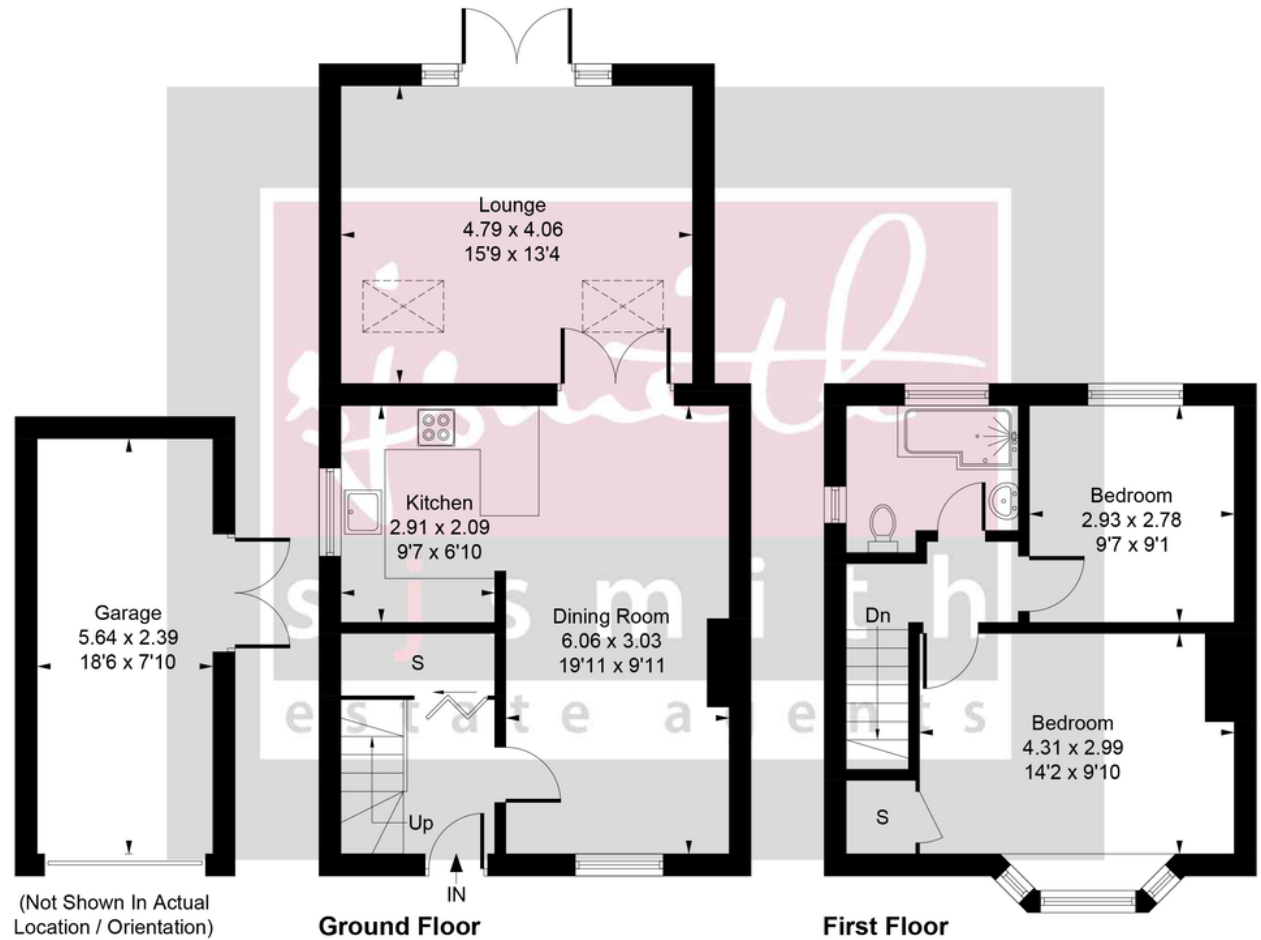 Lounge
4.79 x 4.06
15'9 x 13'4
Kitchen
2.91 x 2.09
9'7 x 6'10
Dining Room
6.06 x 3.03
19'11 x 9'11
S
Up
IN
Garage
5.64 x 2.39
18'6 x 7'10
(Not Shown In Actual
Location / Orientation)
Ground Floor
Bedroom
2.93 x 2.78
9'7 x 9'1
Dn
Bedroom
4.31 x 2.99
14'2 x 9'10
S
First Floor
sjsmith
s j s m i t h
e s t a t e a g e n t s